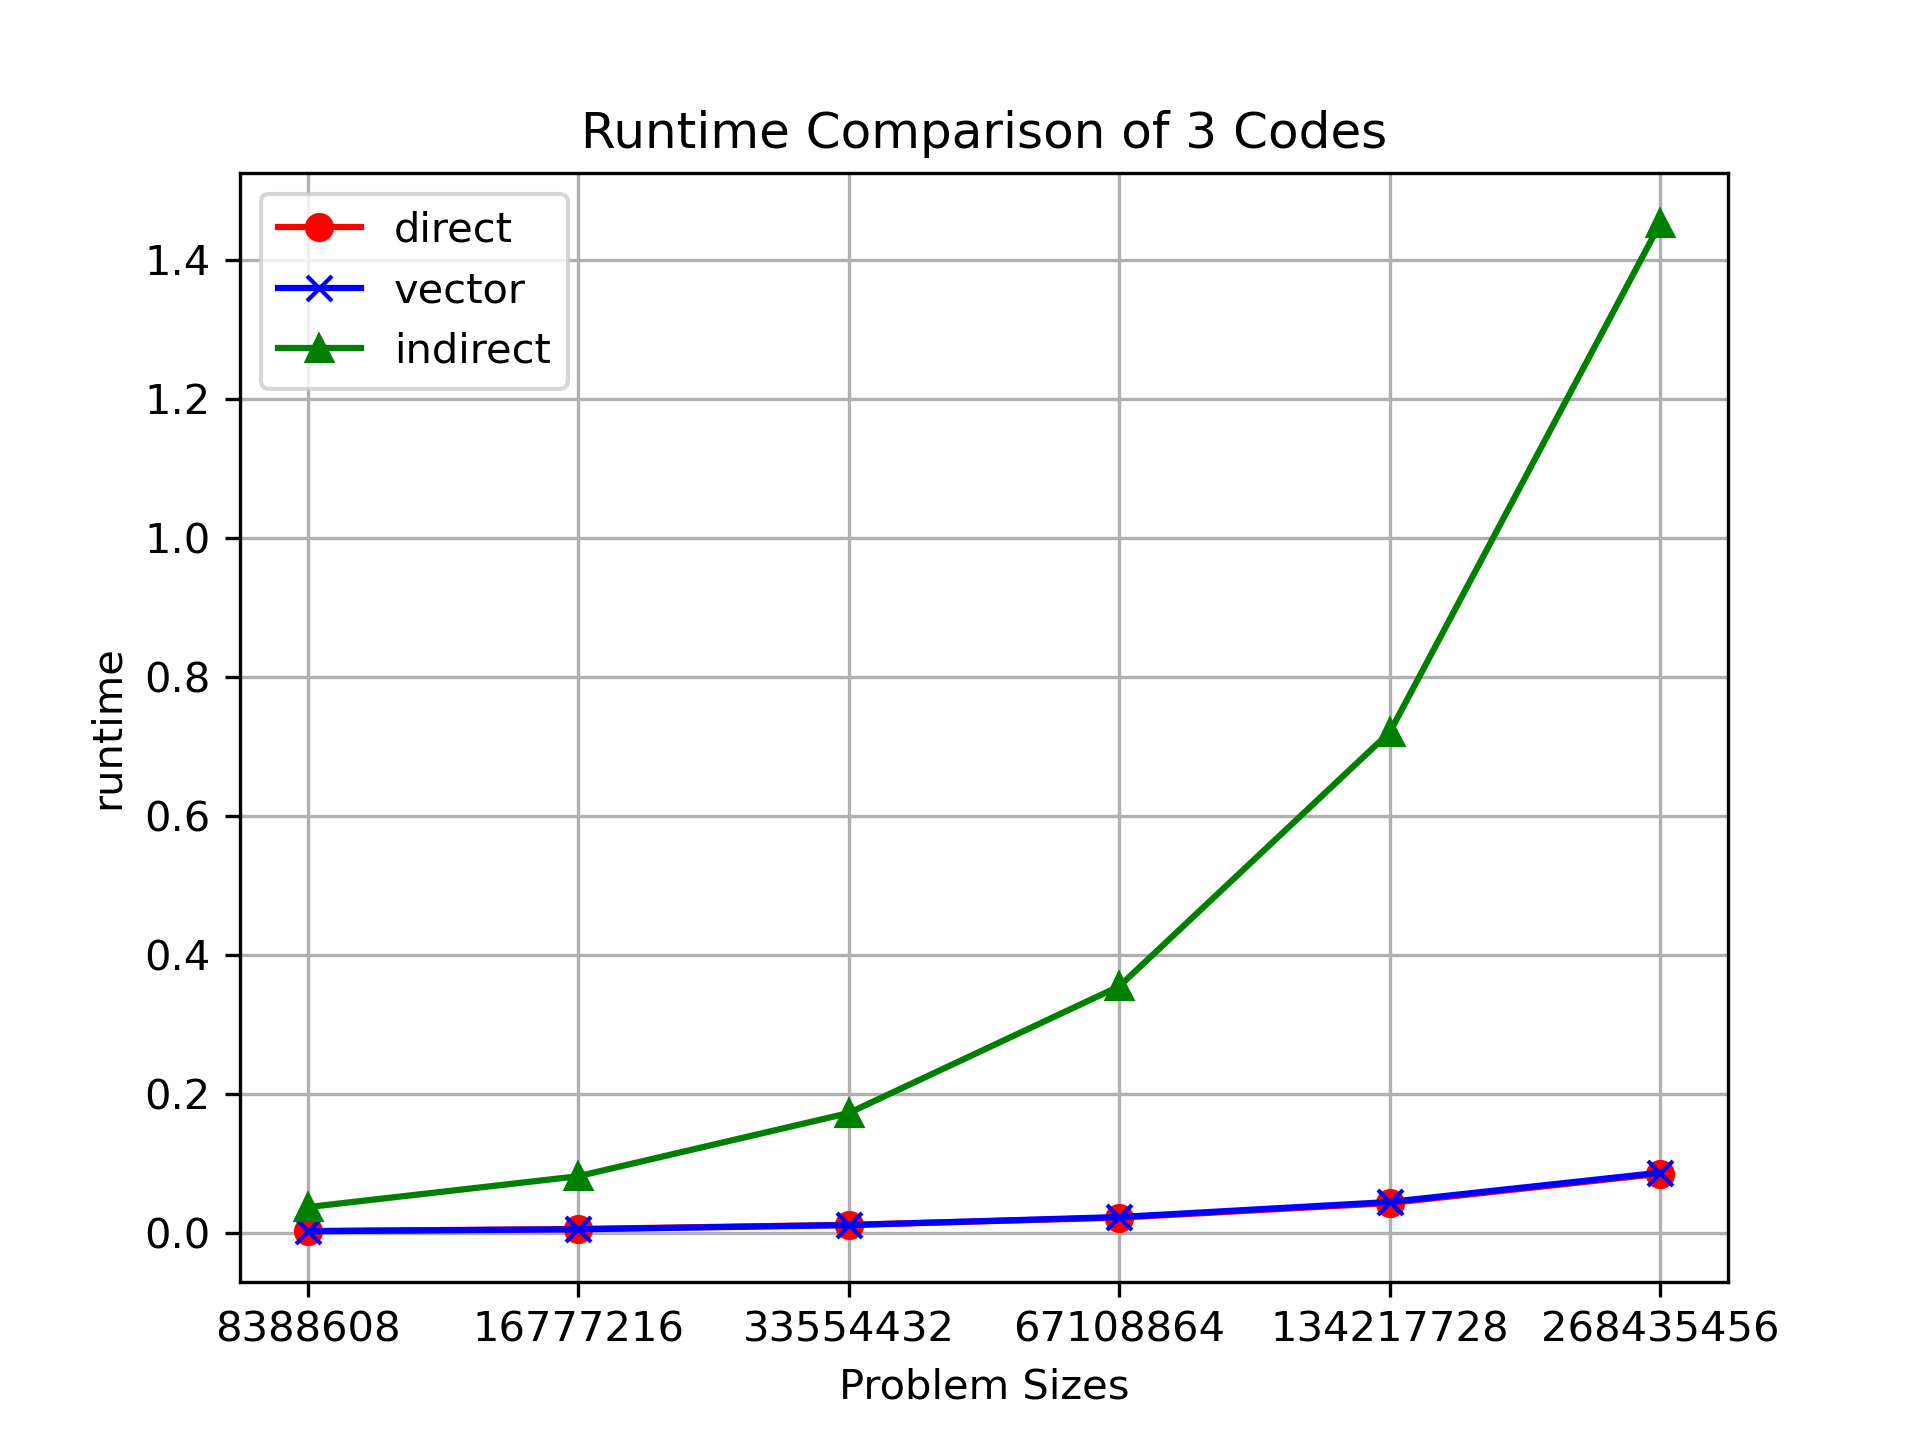 Runtime Comparison of 3 Codes
direct
vector
indirect
1.4
1.2
1.0
0.8
0.6
0.4
0.2
0.0
runtime
8388608 16777216 33554432 67108864 134217728 268435456
Problem Sizes